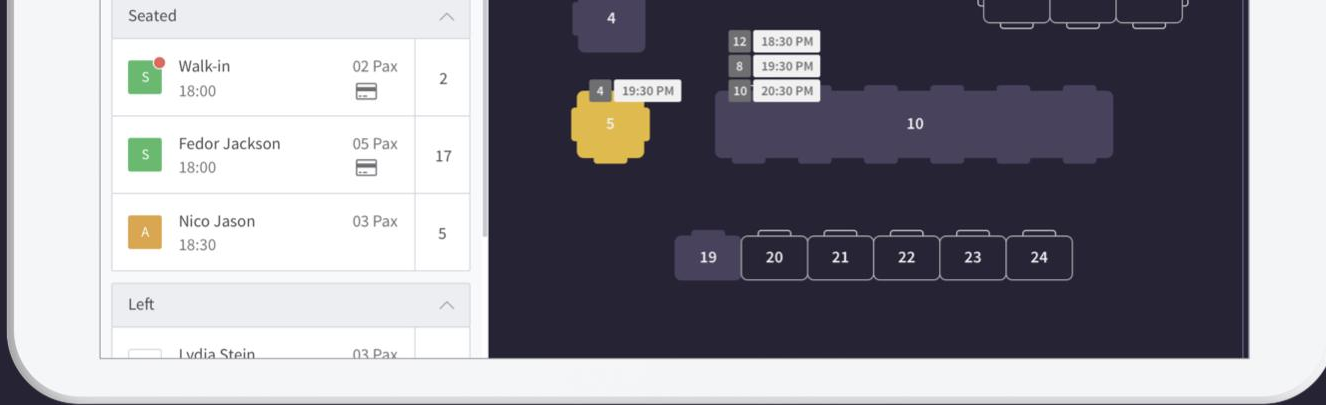 Seated
S
Walk-in
02 Pax
18:00
2
S
Fedor Jackson
05 Pax
18:00
17
A
Nico Jason
03 Pax
18:30
5
Left
Lydia Stein
03 Pax
4
12 18:30 PM
8 19:30 PM
10 20:30 PM
4 19:30 PM
5
10
19
20
21
22
23
24